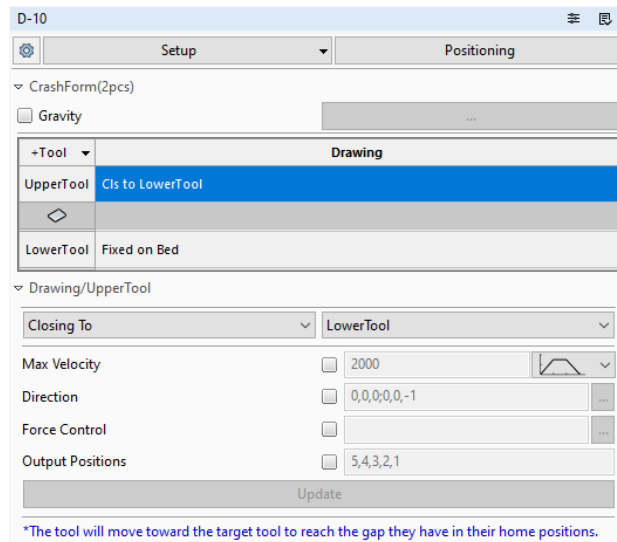 D-10
Setup Positioning
CrashForm(2pcs)
Gravity ...
+Tool Drawing
UpperTool Cls to LowerTool
LowerTool Fixed on Bed
Drawing/UpperTool
Closing To LowerTool
Max Velocity 2000
Direction 0,0,0;0,0,-1 ...
Force Control ...
Output Positions 5,4,3,2,1
Update
*The tool will move toward the target tool to reach the gap they have in their home positions.